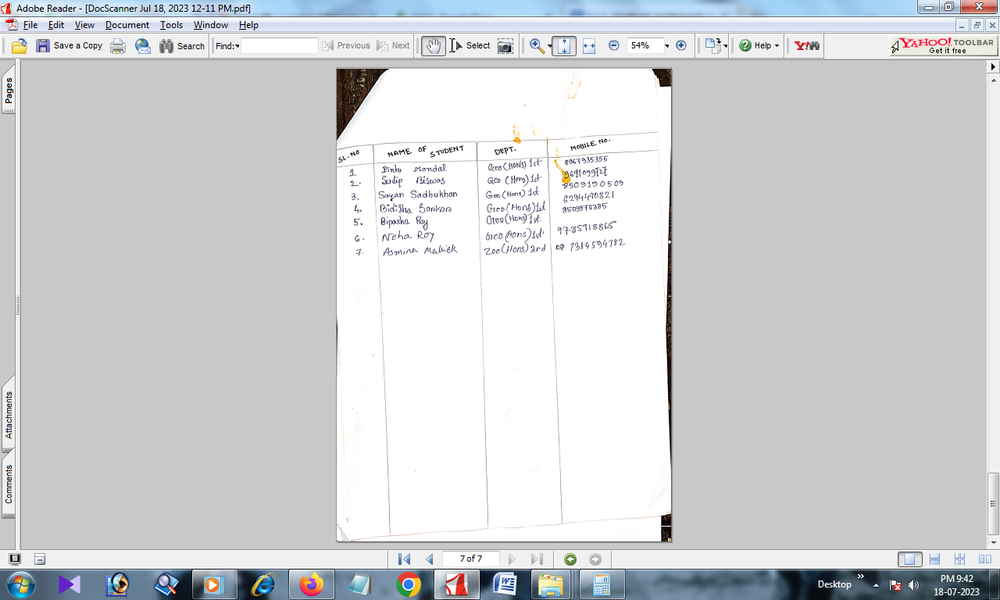 Adobe Reader - [DocScanner Jul 18, 2023 12-11 PM.pdf]
File Edit View Document Tools Window Help
Save a Copy Search Find: Previous Next Select 54% Help Y! YAHOO! TOOLBAR
Get it free
Pages
Attachments
Comments
SL. NO NAME OF STUDENT DEPT. MOBILE NO.
1 Mondal Geo (HONS) 1st 8967935355
2. Sudip Biswas Geo (Hons) 1st
3. Sayan Sadhukhan Geo (Hons) 1st 8509190509
4. Bidisha Sarkar Geo (Hons) 1st 6294490821
5. Bipasha Roy Geo (Hons) 1st. 8509970385
6. Neha Roy Geo (Hons) 1st. 9735918865
7. Asmina Mallick Zoo (Hons) 3rd 7384594782
7 of 7
Desktop PM 9:42
18-07-2023